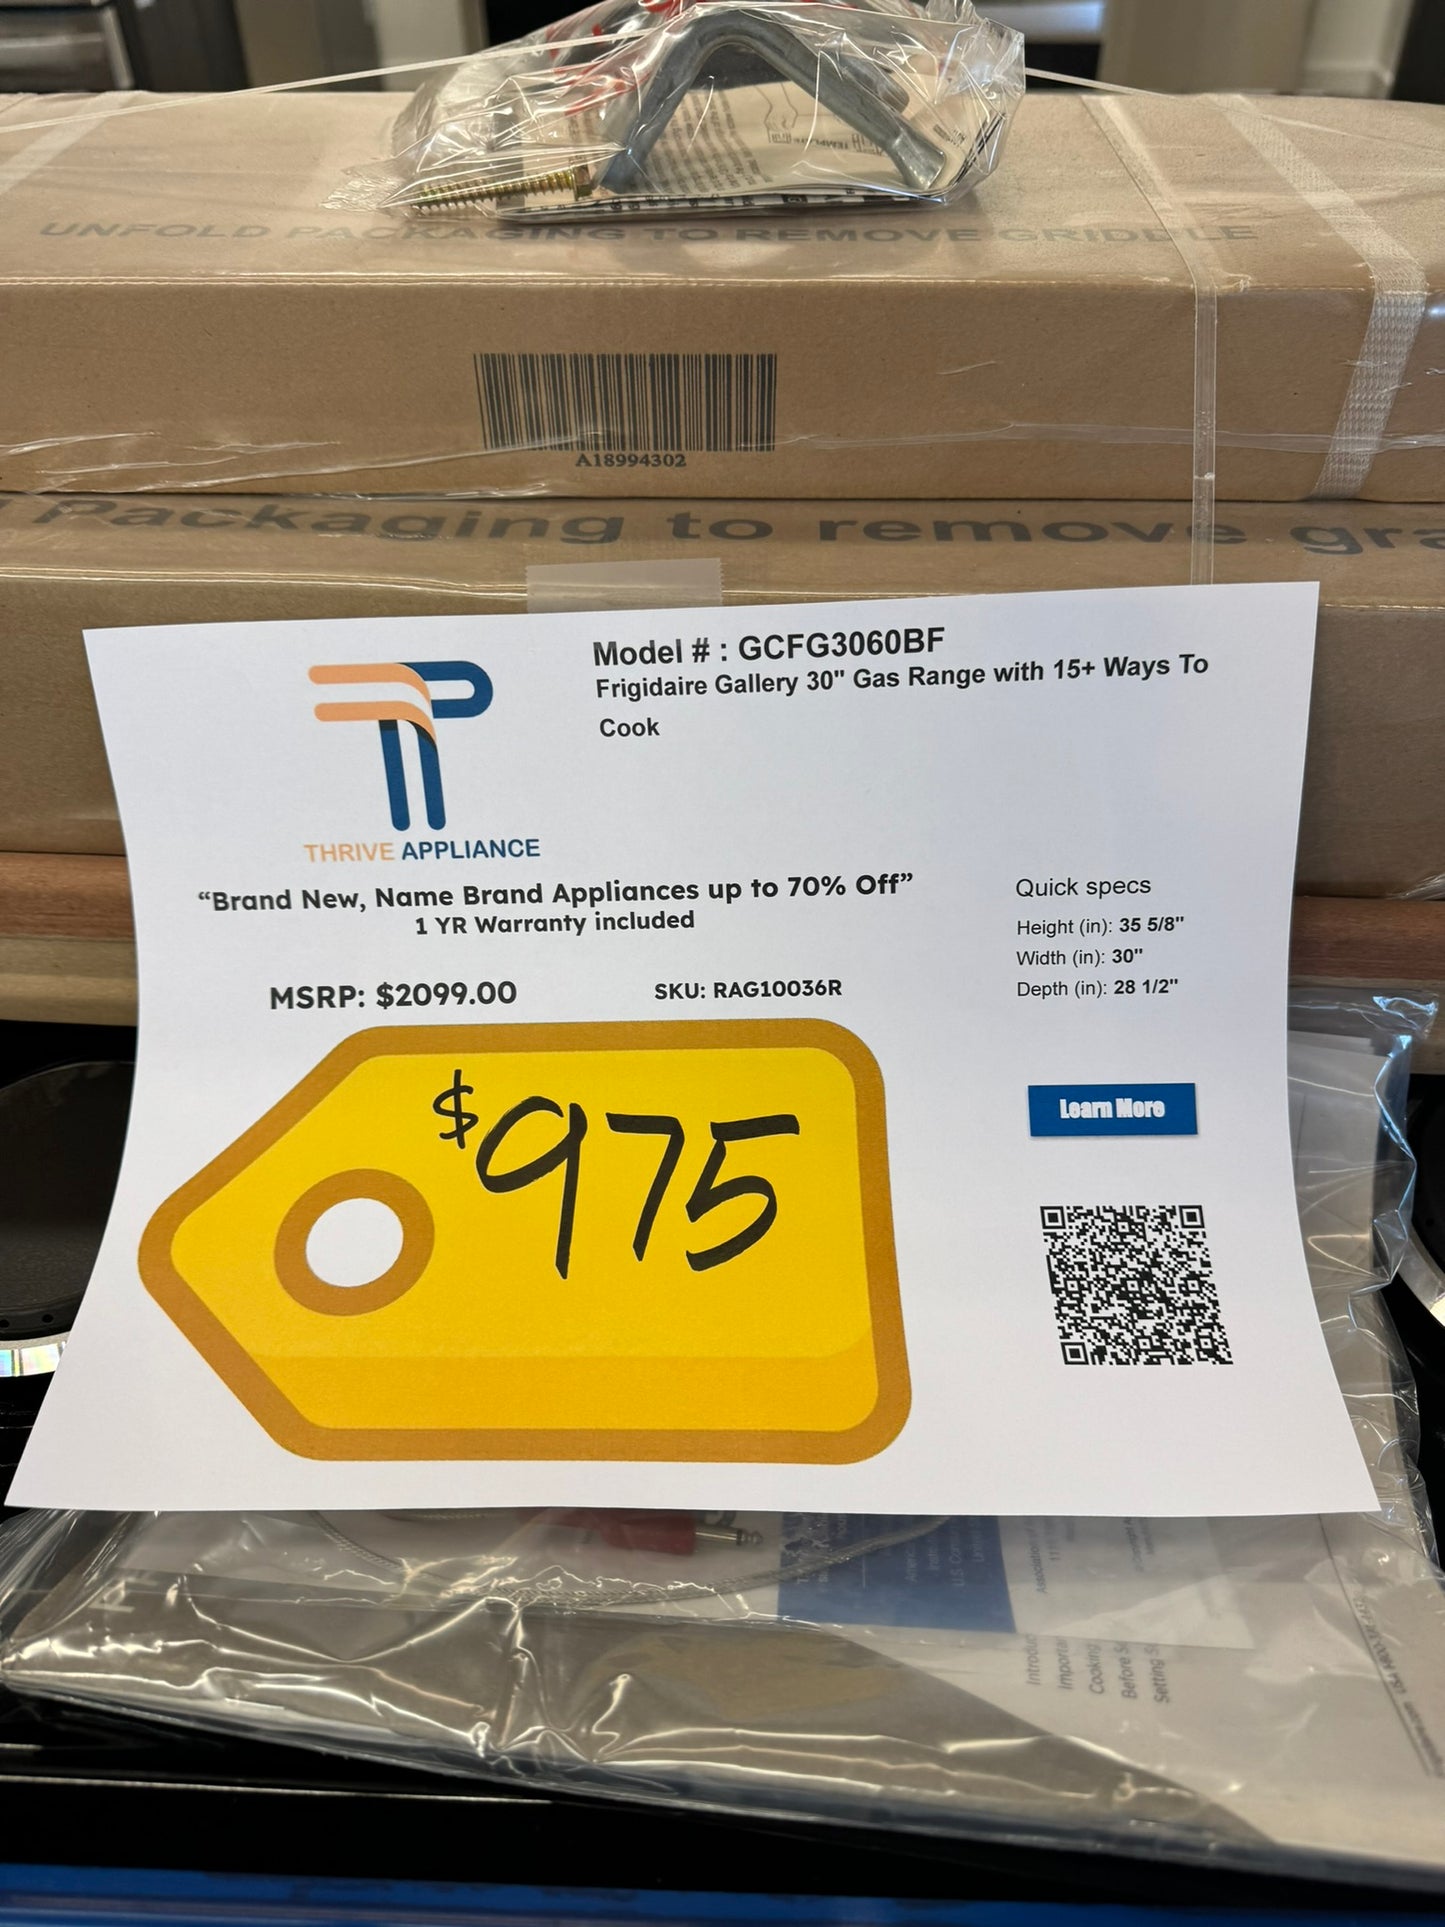 UNFOLD PACKAGING TO REMOVE GRIDDLE
A18994302
Packaging to remove
Model # : GCFG3060BF
Frigidaire Gallery 30" Gas Range with 15+ Ways To
Cook
THRIVE APPLIANCE
“Brand New, Name Brand Appliances up to 70% Off”
1 YR Warranty included
MSRP: $2099.00
SKU: RAG10036R
Quick specs
Height (in): 35 5/8"
Width (in): 30"
Depth (in): 28 1/2"
Learn More
$975
Cooking